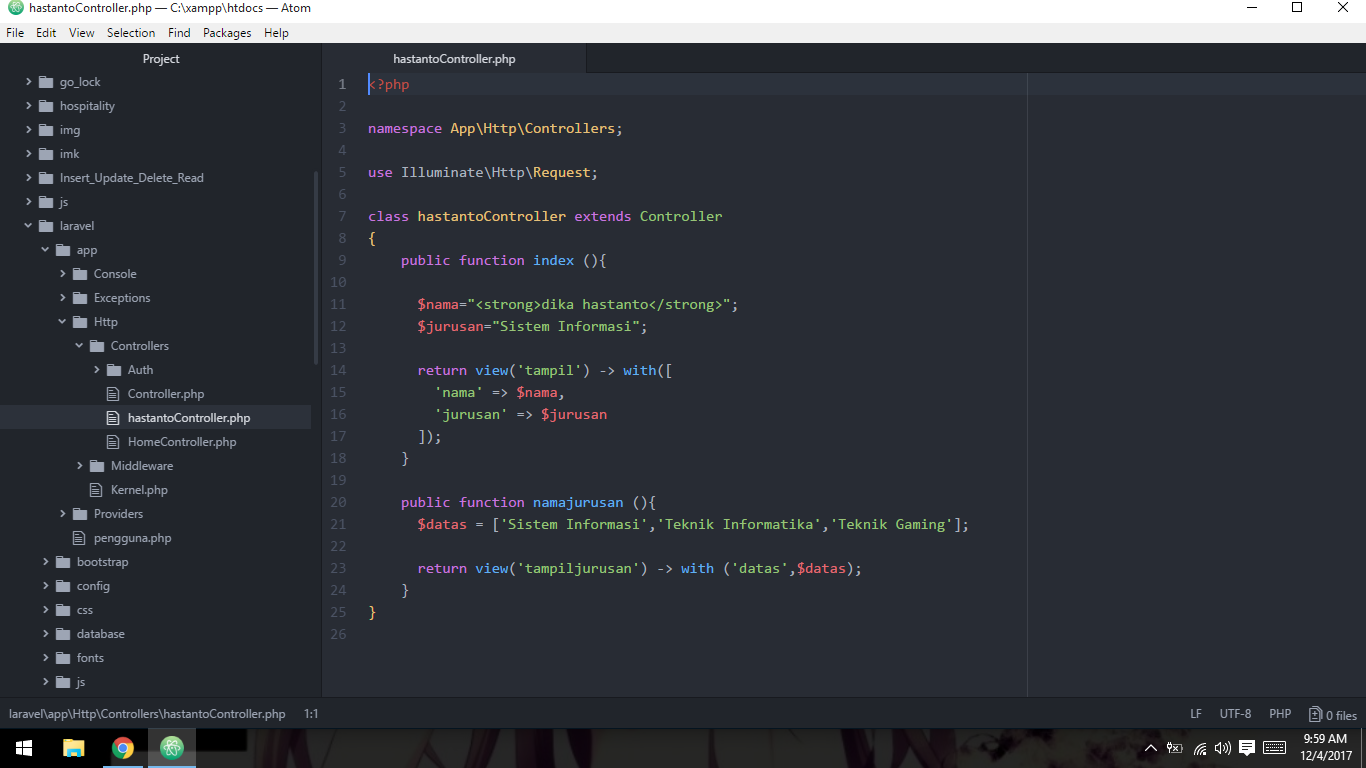 hastantoController.php — C:\xampp\htdocs — Atom
File Edit View Selection Find Packages Help
Project
go_lock
hospitality
img
imk
Insert_Update_Delete_Read
js
laravel
app
Console
Exceptions
Http
Controllers
Auth
Controller.php
hastantoController.php
HomeController.php
Middleware
Kernel.php
Providers
pengguna.php
bootstrap
config
css
database
fonts
js
hastantoController.php
1 <?php
2
3 namespace App\Http\Controllers;
4
5 use Illuminate\Http\Request;
6
7 class hastantoController extends Controller
8 {
9     public function index (){
10
11       $nama="<strong>dika hastanto</strong>";
12       $jurusan="Sistem Informasi";
13
14       return view('tampil') -> with([
15         'nama' => $nama,
16         'jurusan' => $jurusan
17       ]);
18     }
19
20     public function namajurusan (){
21       $datas = ['Sistem Informasi','Teknik Informatika','Teknik Gaming'];
22
23       return view('tampiljurusan') -> with ('datas',$datas);
24     }
25 }
26
laravel\app\Http\Controllers\hastantoController.php 1:1 LF UTF-8 PHP 0 files
9:59 AM
12/4/2017